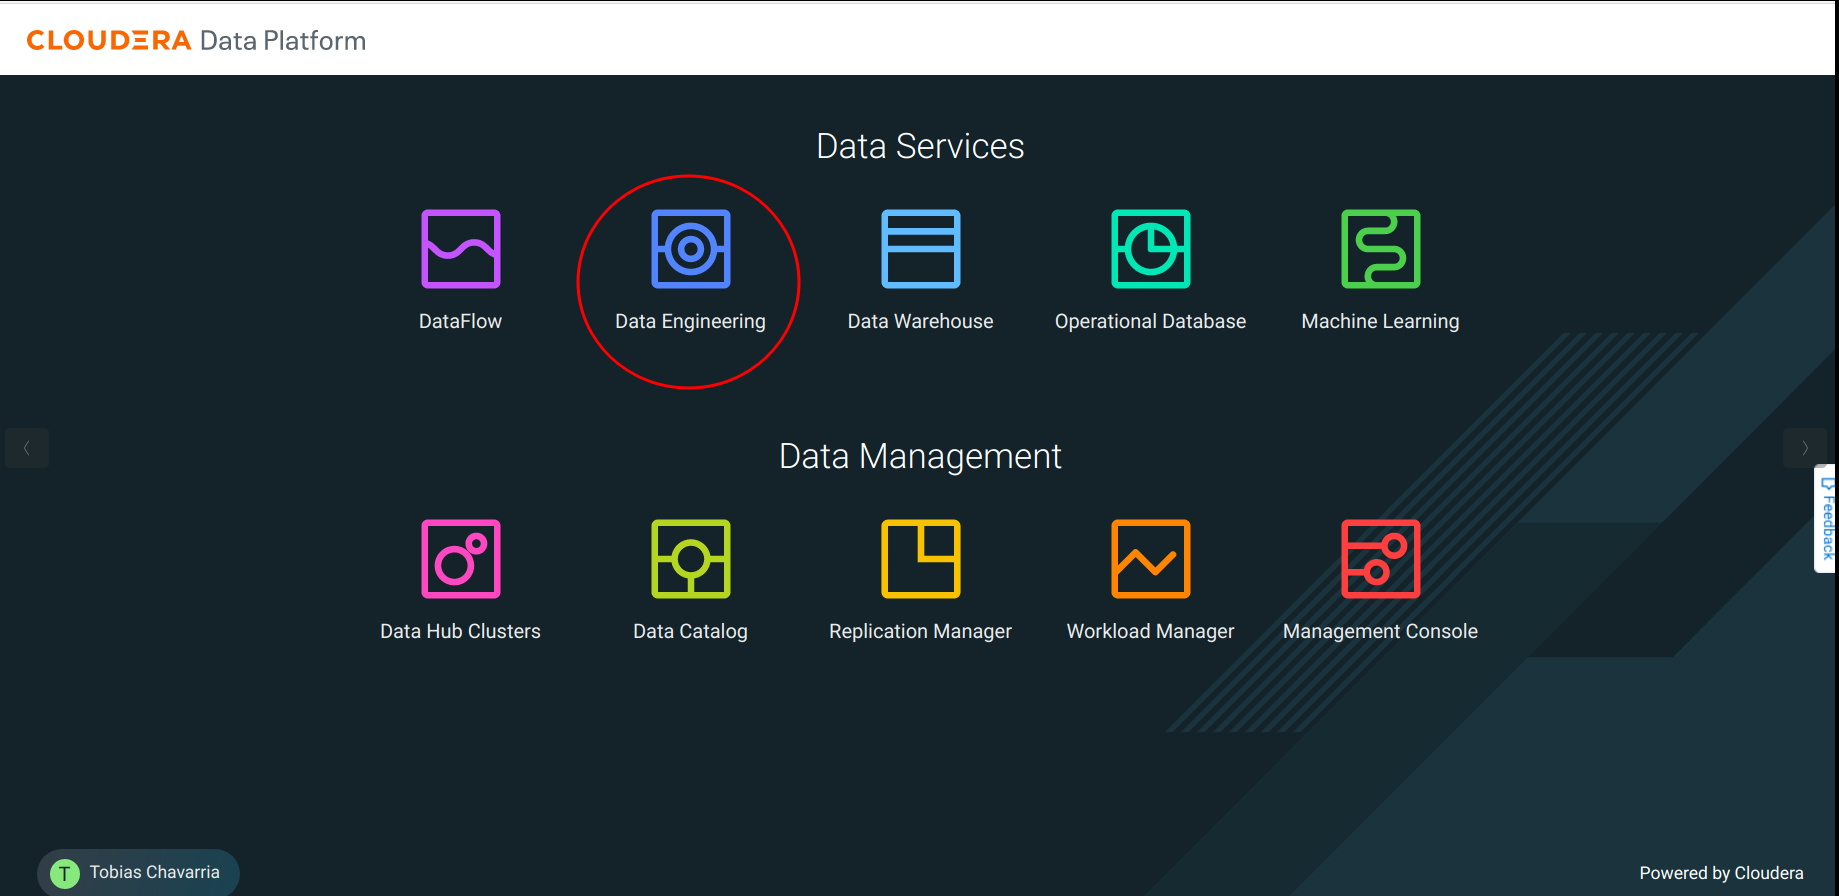 CLOUDERA Data Platform
Data Services
DataFlow
Data Engineering
Data Warehouse
Operational Database
Machine Learning
Data Management
Data Hub Clusters
Data Catalog
Replication Manager
Workload Manager
Management Console
Feedback
T
Tobias Chavarria
Powered by Cloudera